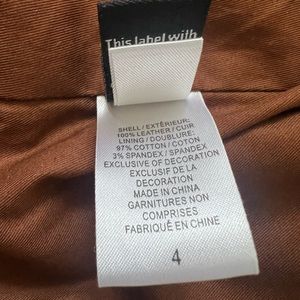 This label with
SHELL / EXTÉRIEUR:
100% LEATHER / CUIR
LINING / DOUBLURE:
97% COTTON / COTON
3% SPANDEX / SPANDEX
EXCLUSIVE OF DECORATION
EXCLUSIF DE LA
DECORATION
MADE IN CHINA
GARNITURES NON
COMPRISES
FABRIQUÉ EN CHINE
4